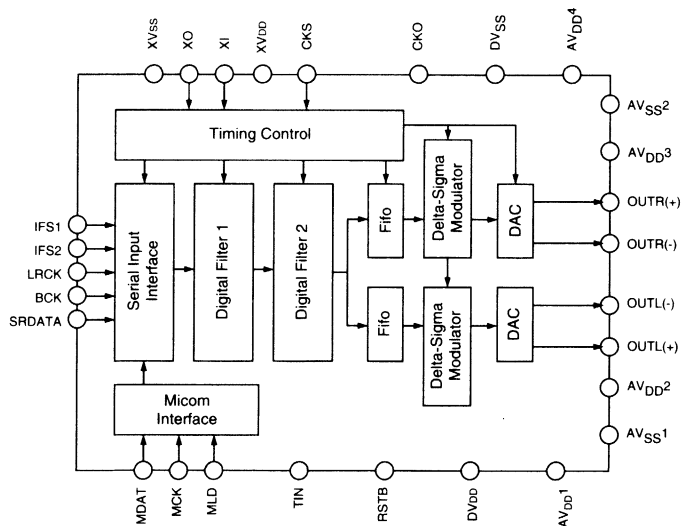 XVSS
XO
XI
XVDD
CKS
CKO
DVSS
AVDD4
AVSS2
AVDD3
OUTR(+)
OUTR(-)
OUTL(-)
OUTL(+)
AVDD2
AVSS1
Timing Control
IFS1
IFS2
LRCK
BCK
SRDATA
Serial Input
Interface
Digital Filter 1
Digital Filter 2
Fifo
Delta-Sigma
Modulator
DAC
Fifo
Delta-Sigma
Modulator
DAC
Micom
Interface
MDAT
MCK
MLD
TIN
RSTB
DVDD
AVDD1